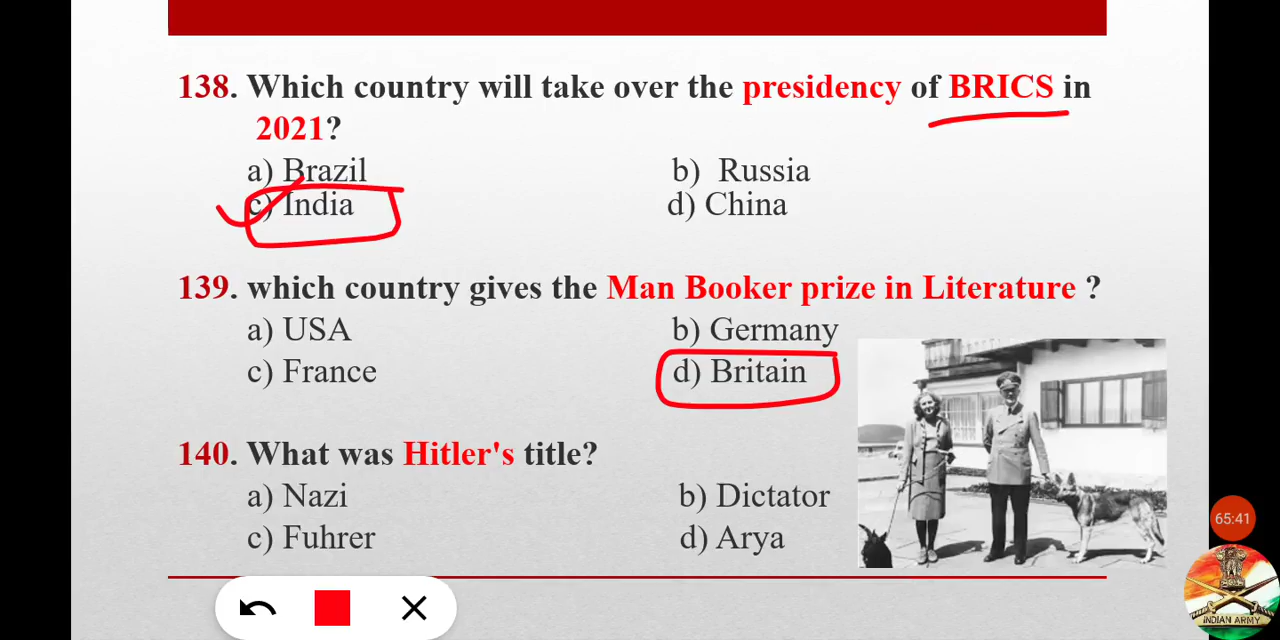 138. Which country will take over the presidency of BRICS in
2021?
a) Brazil b) Russia
c) India d) China
139. which country gives the Man Booker prize in Literature ?
a) USA b) Germany
c) France d) Britain
140. What was Hitler's title?
a) Nazi b) Dictator
c) Fuhrer d) Arya
65:41
INDIAN ARMY